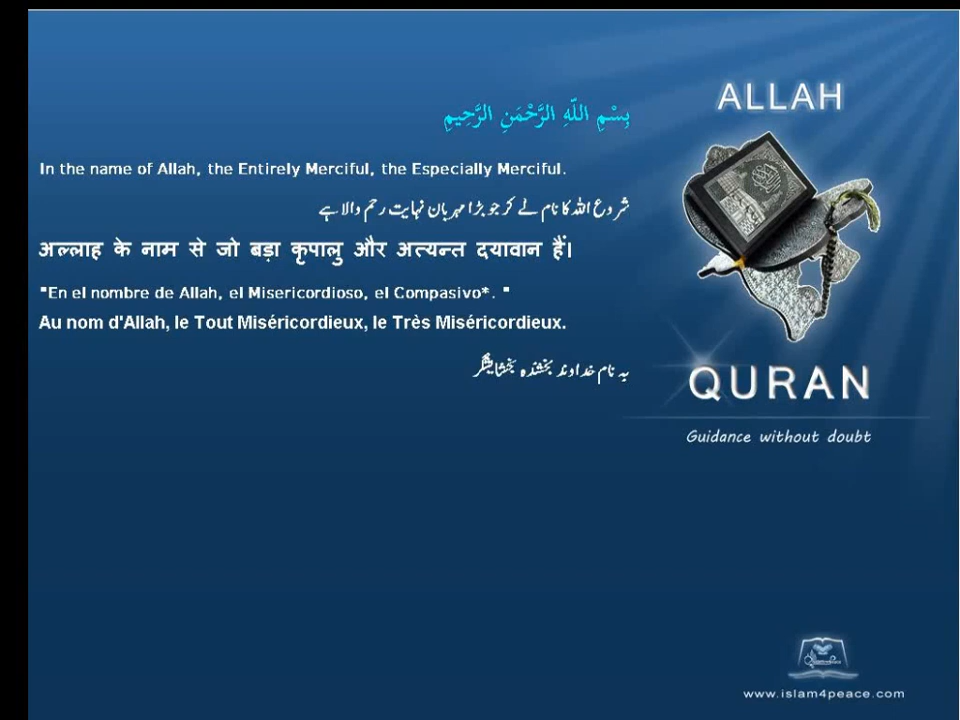 بِسْمِ اللّهِ الرَّحْمَنِ الرَّحِيمِ
In the name of Allah, the Entirely Merciful, the Especially Merciful.
شروع اللہ کا نام لے کر جو بڑا مہربان نہایت رحم والا ہے
अल्लाह के नाम से जो बड़ा कृपालु और अत्यन्त दयावान हैं।
"En el nombre de Allah, el Misericordioso, el Compasivo*. "
Au nom d'Allah, le Tout Miséricordieux, le Très Miséricordieux.
به نام خداوند بخشنده بخشایشگر
ALLAH
QURAN
Guidance without doubt
www.islam4peace.com